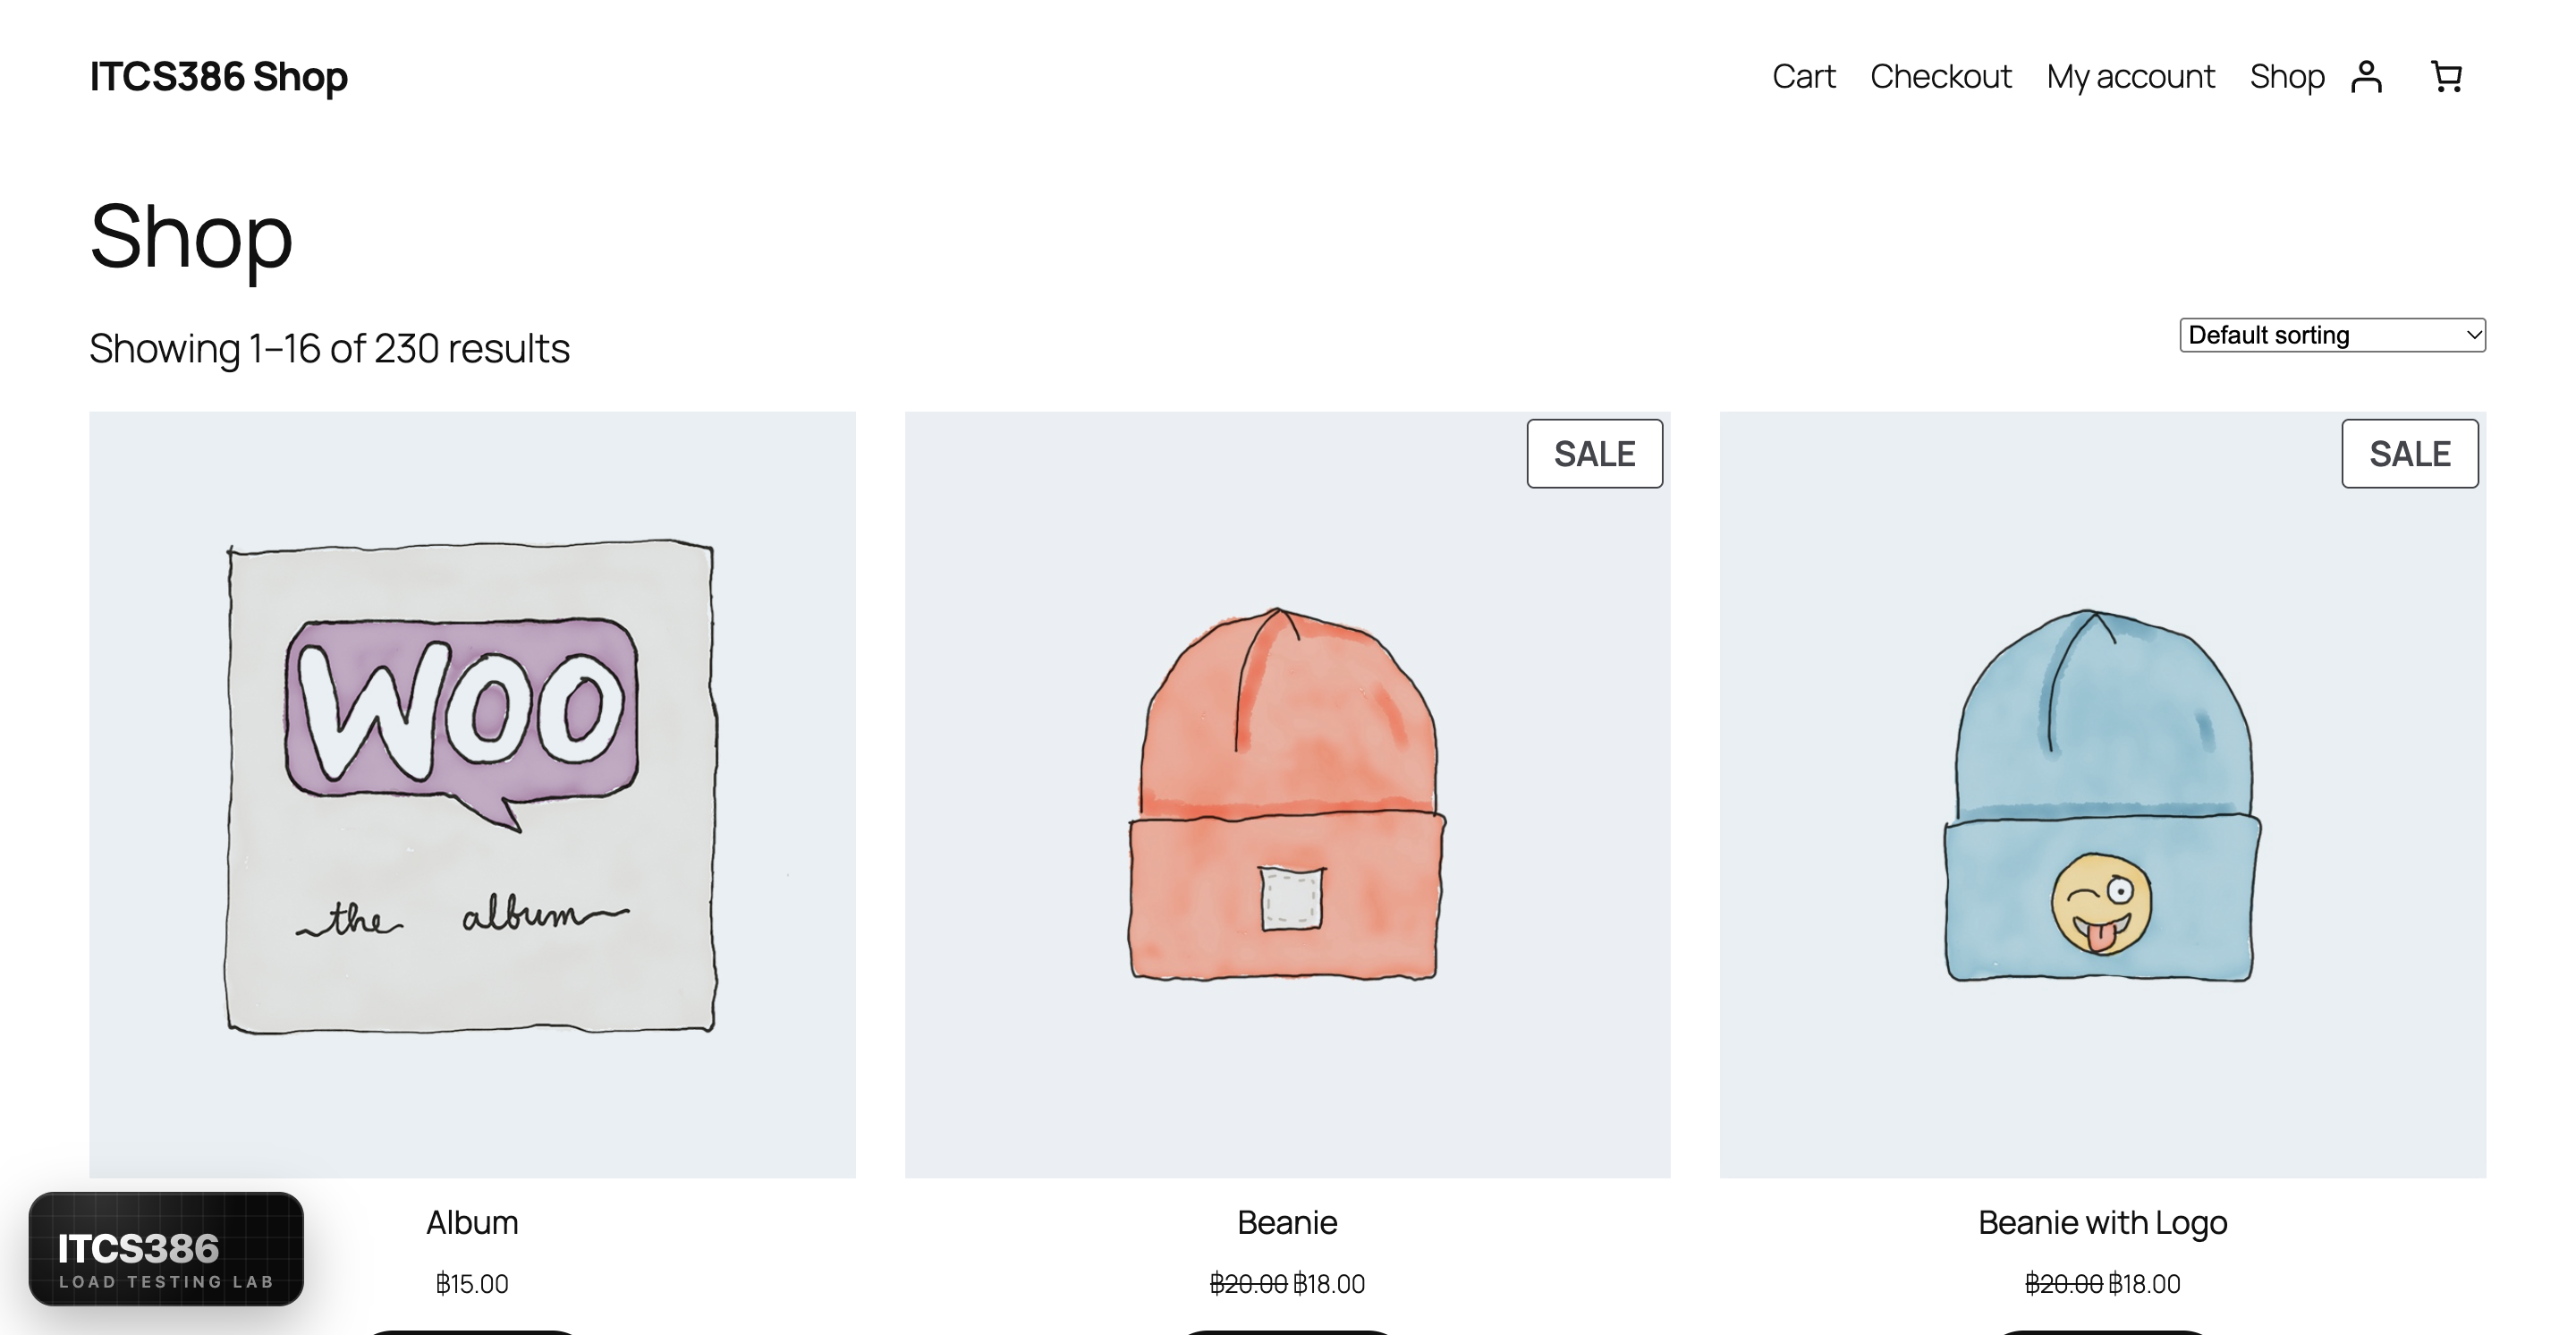 ITCS386 Shop
Cart Checkout My account Shop
Shop
Showing 1–16 of 230 results
Default sorting
SALE
SALE
WOO
the album
Album
Beanie
Beanie with Logo
฿15.00
฿20.00 ฿18.00
฿20.00 ฿18.00
ITCS386
LOAD TESTING LAB